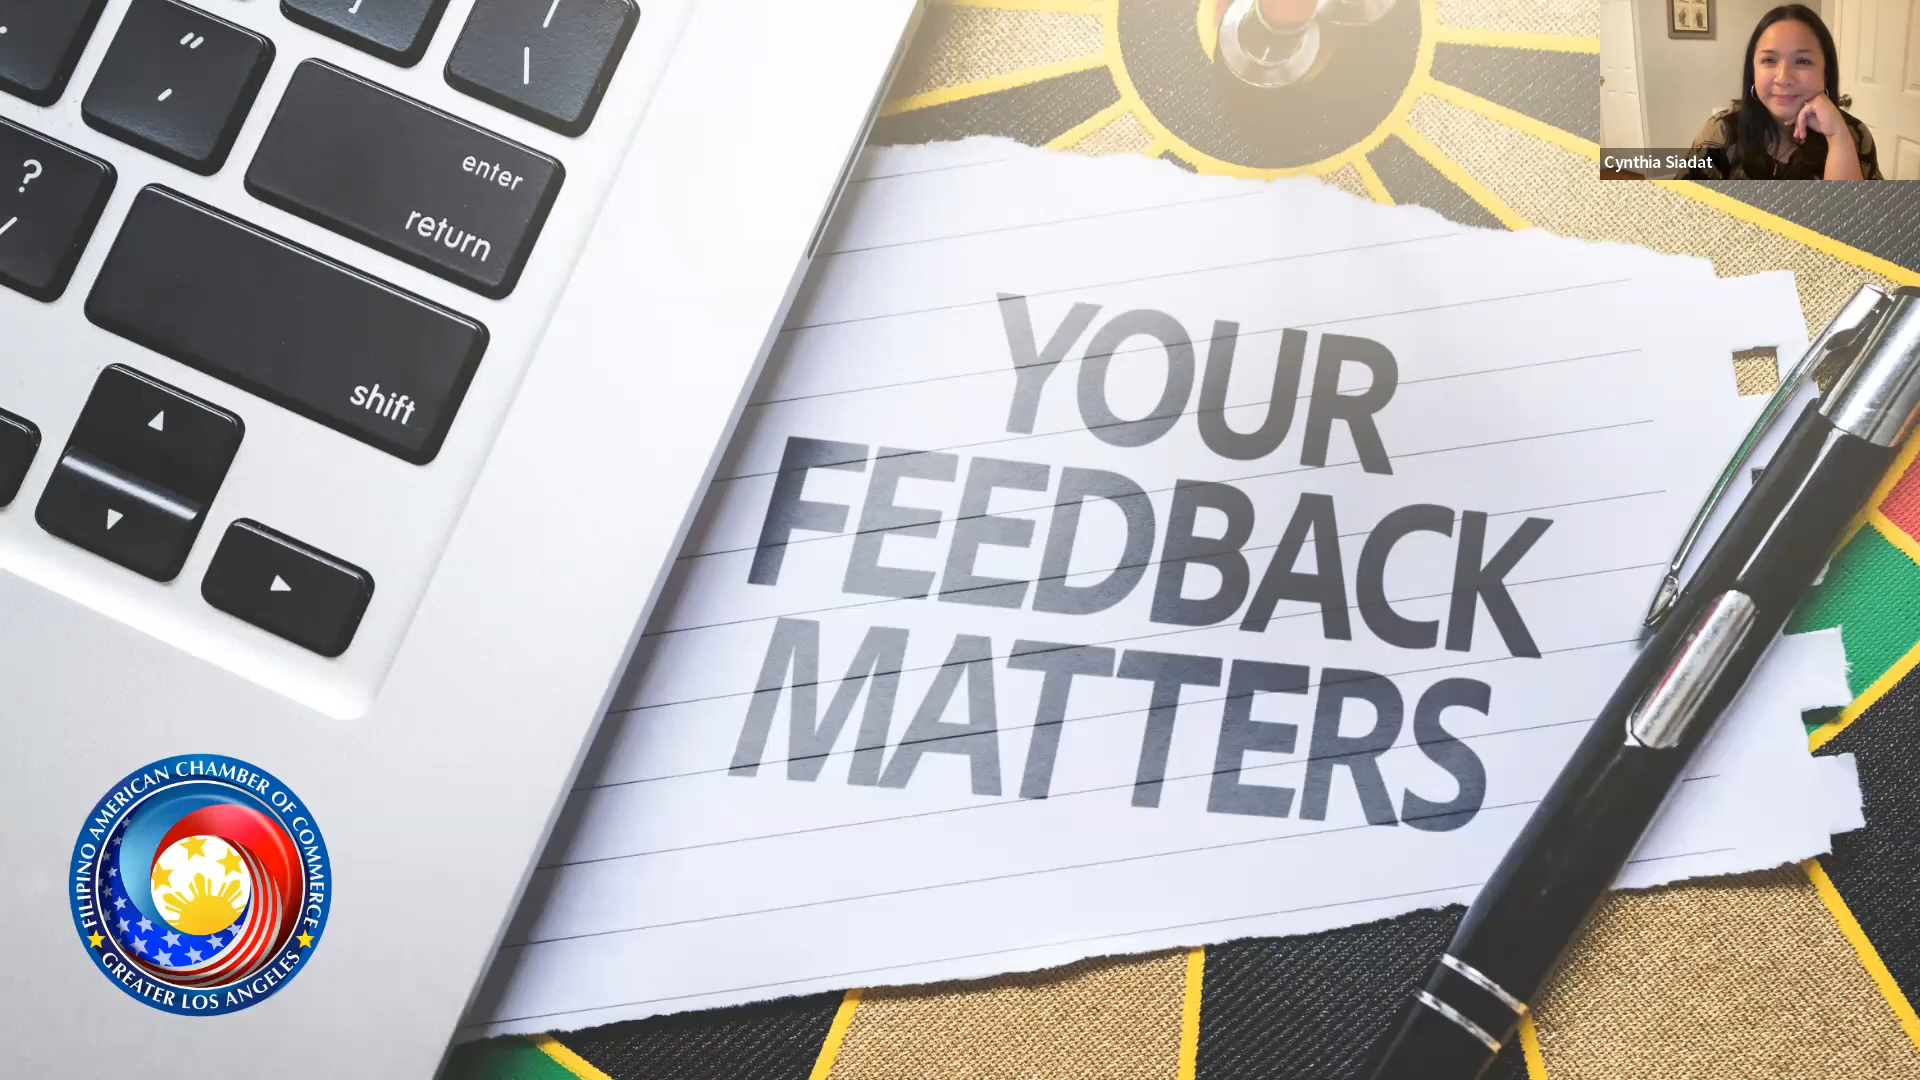 Cynthia Siadat
"
'
?
/
enter
return
shift
YOUR
FEEDBACK
MATTERS
FILIPINO AMERICAN CHAMBER OF COMMERCE
GREATER LOS ANGELES